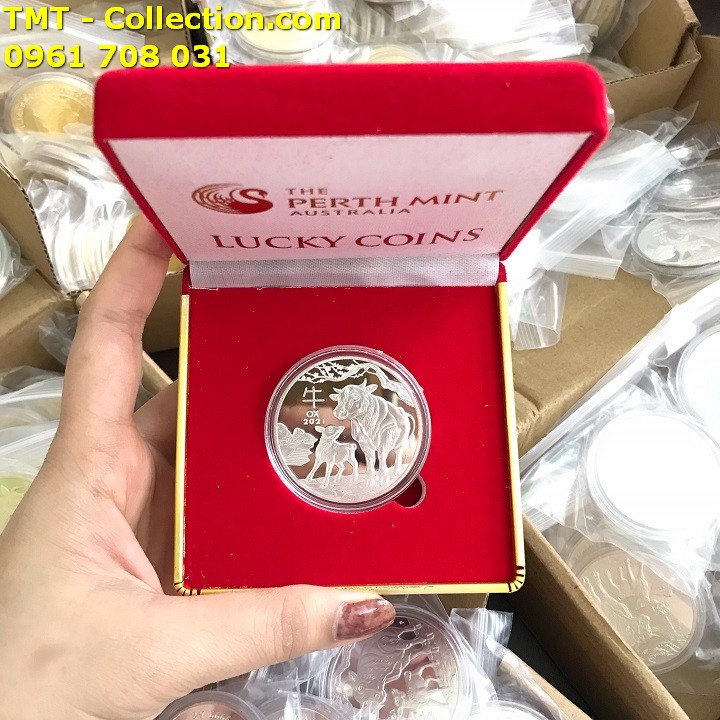 TMT - Collection.com
0961 708 031
THE
PERTH MINT
AUSTRALIA
LUCKY COINS
牛
OX
2021